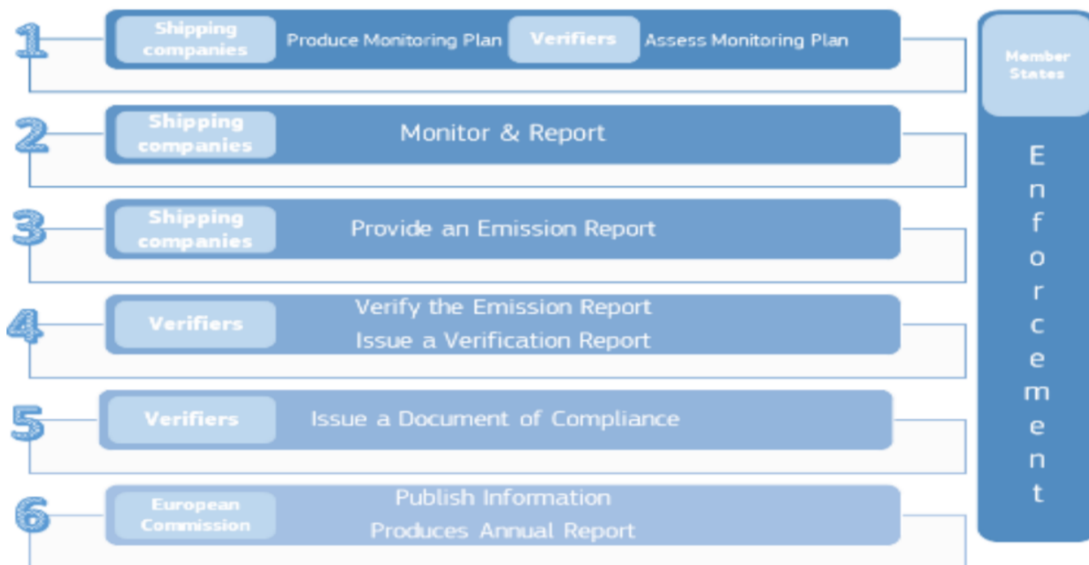 1
Shipping
companies
Produce Monitoring Plan
Verifiers
Assess Monitoring Plan
2
Shipping
companies
Monitor & Report
3
Shipping
companies
Provide an Emission Report
4
Verifiers
Verify the Emission Report
Issue a Verification Report
5
Verifiers
Issue a Document of Compliance
6
European
Commission
Publish Information
Produces Annual Report
Member
States
Enforcement